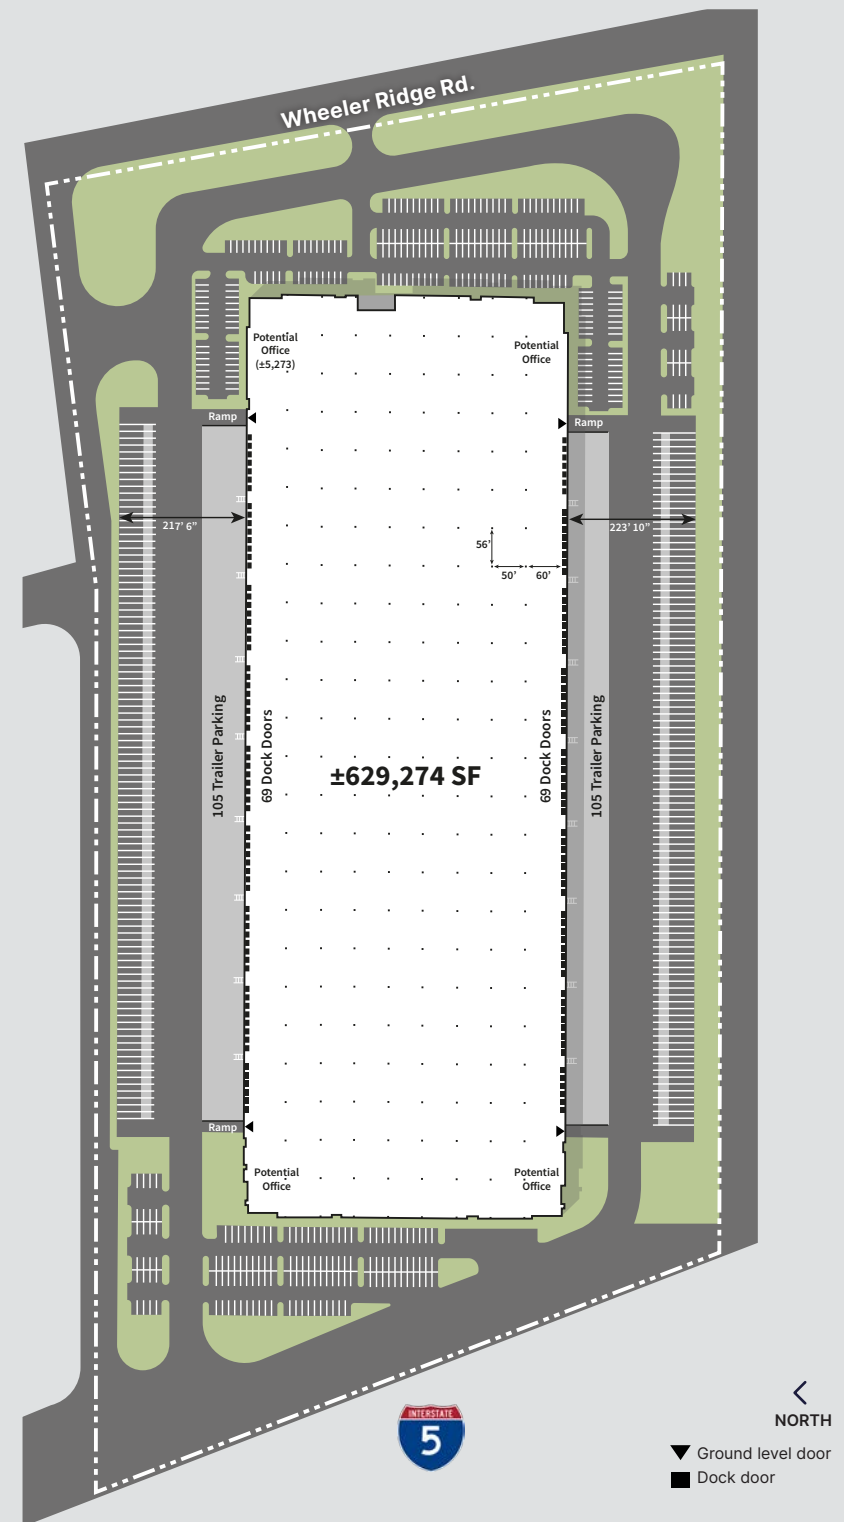 Wheeler Ridge Rd.
Potential
Office
(±5,273)
Potential
Office
Ramp
Ramp
217' 6"
223' 10"
56'
50'
60'
105 Trailer Parking
69 Dock Doors
69 Dock Doors
105 Trailer Parking
±629,274 SF
Ramp
Potential
Office
Potential
Office
INTERSTATE
5
NORTH
Ground level door
Dock door